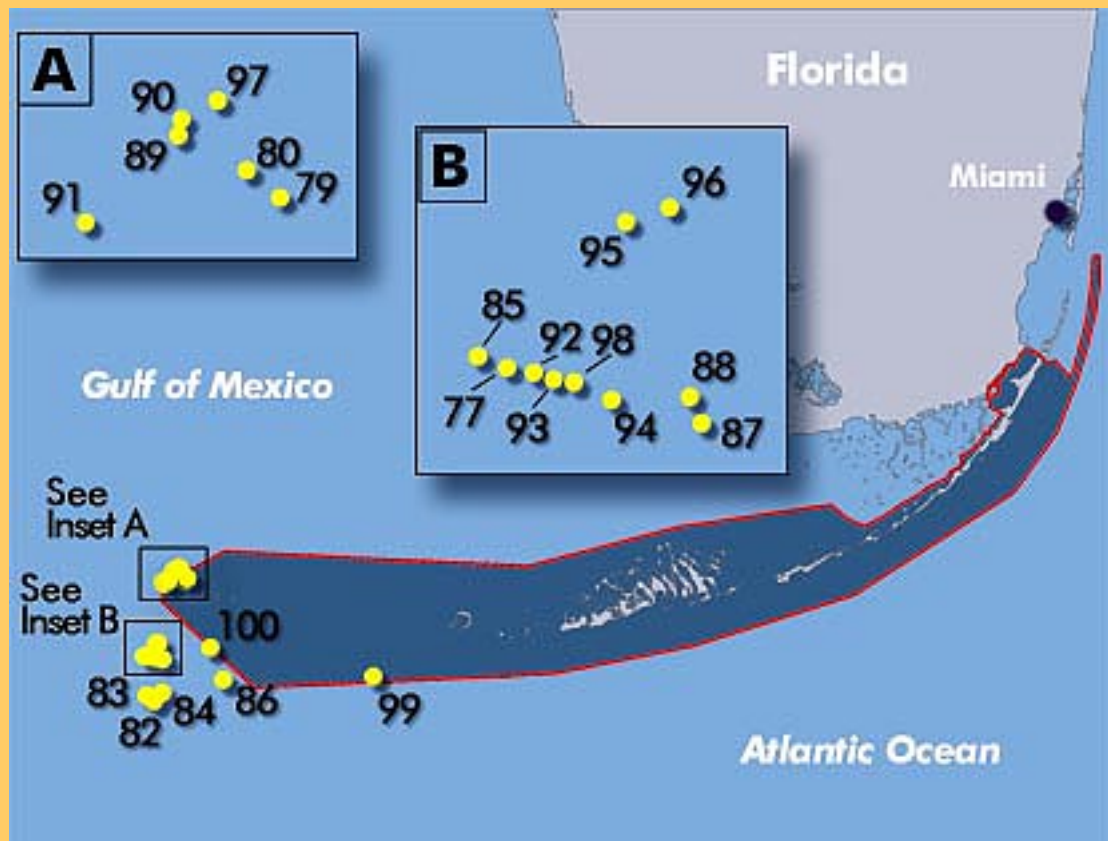 A
90
97
89
80
79
91
Florida
Miami
B
96
95
85
92
98
88
77
93
94
87
Gulf of Mexico
See
Inset A
See
Inset B
100
83
84
86
82
99
Atlantic Ocean